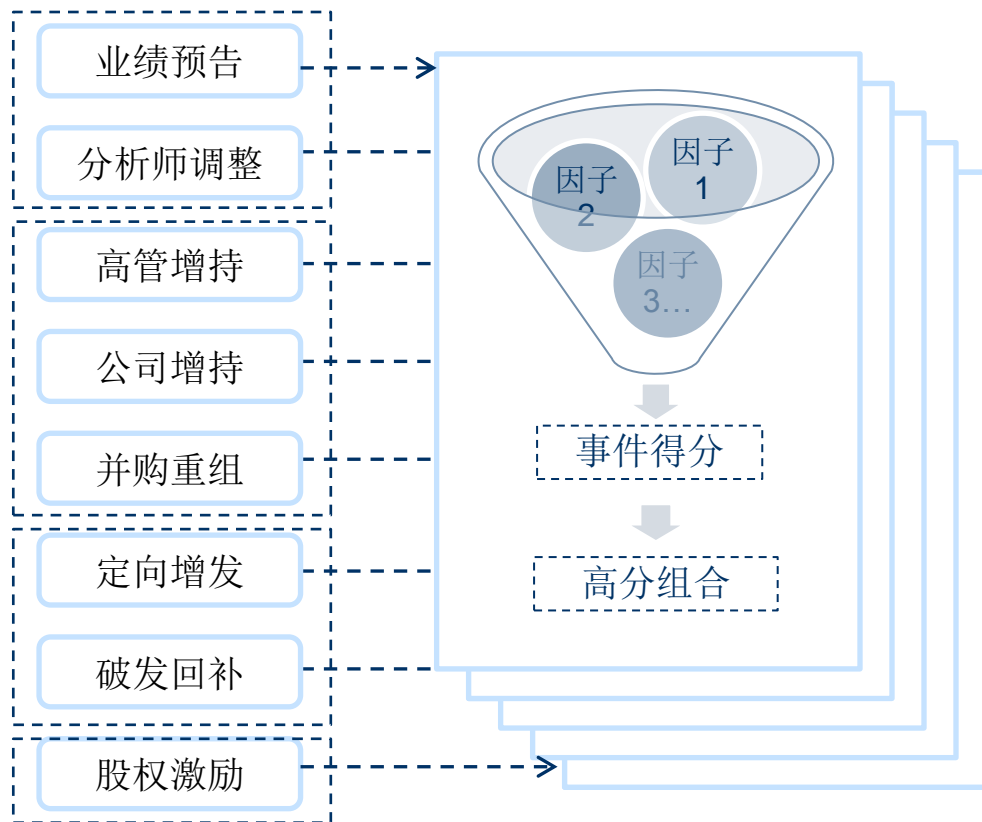 业绩预告
分析师调整
高管增持
公司增持
并购重组
定向增发
破发回补
股权激励
因子
1
因子
2
因子
3…
事件得分
高分组合